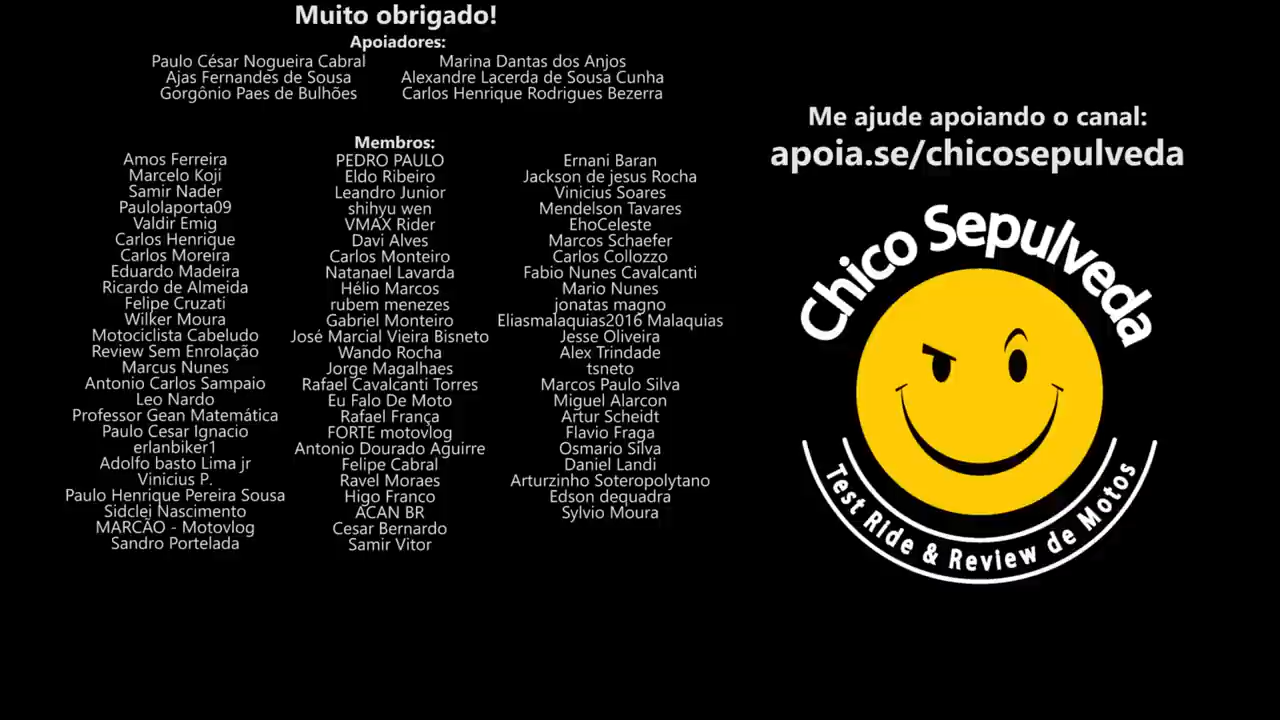 Muito obrigado!
Apoiadores:
Paulo César Nogueira Cabral
Ajas Fernandes de Sousa
Gorgônio Paes de Bulhões
Marina Dantas dos Anjos
Alexandre Lacerda de Sousa Cunha
Carlos Henrique Rodrigues Bezerra
Membros:
Amos Ferreira
Marcelo Koji
Samir Nader
Paulolaporta09
Valdir Emig
Carlos Henrique
Carlos Moreira
Eduardo Madeira
Ricardo de Almeida
Felipe Cruzati
Wilker Moura
Motociclista Cabeludo
Review Sem Enrolação
Marcus Nunes
Antonio Carlos Sampaio
Leo Nardo
Professor Gean Matemática
Paulo Cesar Ignacio
erlanbiker1
Adolfo basto Lima jr
Vinicius P.
Paulo Henrique Pereira Sousa
Sidclei Nascimento
MARCÃO - Motovlog
Sandro Portelada
PEDRO PAULO
Eldo Ribeiro
Leandro Junior
shihyu wen
VMAX Rider
Davi Alves
Carlos Monteiro
Natanael Lavarda
Hélio Marcos
rubem menezes
Gabriel Monteiro
José Marcial Vieira Bisneto
Wando Rocha
Jorge Magalhaes
Rafael Cavalcanti Torres
Eu Falo De Moto
Rafael França
FORTE motovlog
Antonio Dourado Aguirre
Felipe Cabral
Ravel Moraes
Higo Franco
ACAN BR
Cesar Bernardo
Samir Vitor
Ernani Baran
Jackson de jesus Rocha
Vinicius Soares
Mendelson Tavares
EhoCeleste
Marcos Schaefer
Carlos Collozzo
Fabio Nunes Cavalcanti
Mario Nunes
jonatas magno
Eliasmalaquias2016 Malaquias
Jesse Oliveira
Alex Trindade
tsneto
Marcos Paulo Silva
Miguel Alarcon
Artur Scheidt
Flavio Fraga
Osmario Silva
Daniel Landi
Arturzinho Soteropolytano
Edson dequadra
Sylvio Moura
Me ajude apoiando o canal:
apoia.se/chicosepulveda
Chico Sepulveda
Test Ride & Review de Motos